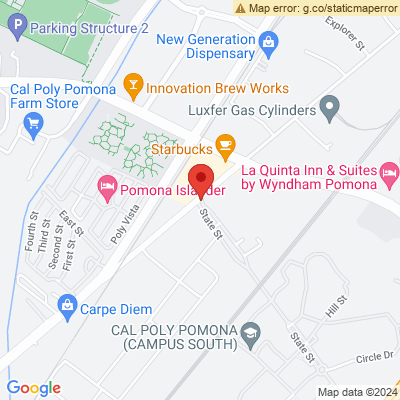 Map error: g.co/staticmaperror
Parking Structure 2
P
New Generation
Dispensary
Explorer St
Cal Poly Pomona
Farm Store
Innovation Brew Works
Luxfer Gas Cylinders
Starbucks
La Quinta Inn & Suites
by Wyndham Pomona
Pomona Islander
Fourth St
Third St
Second St
First St
East St
Poly Vista
State St
Carpe Diem
CAL POLY POMONA
(CAMPUS SOUTH)
Hill St
State St
Circle Dr
Google
Map data ©2024